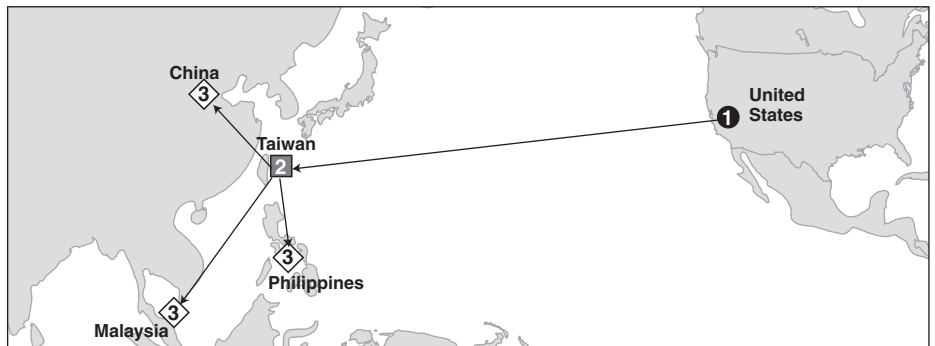 China
3
United
States
1
Taiwan
2
3
Philippines
3
Malaysia